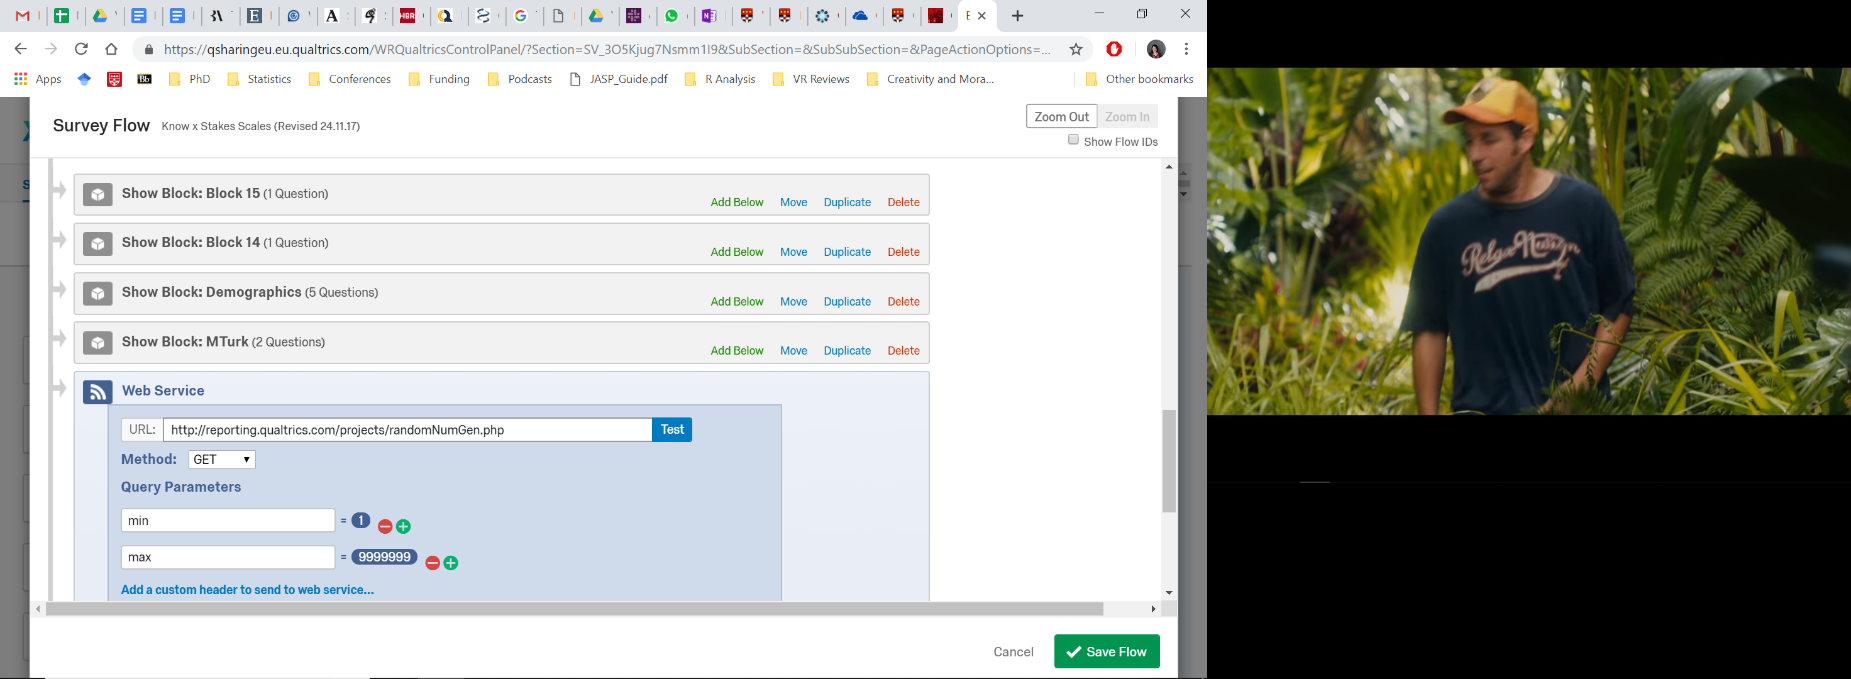 https://qsharingeu.eu.qualtrics.com/WRQualtricsControlPanel/?Section=SV_3O5Kjug7Nsmm1I9&SubSection=&SubSubSection=&PageActionOptions=...
Apps PhD Statistics Conferences Funding Podcasts JASP_Guide.pdf R Analysis VR Reviews Creativity and Mora... Other bookmarks
Survey Flow Know x Stakes Scales (Revised 24.11.17)
Zoom Out Zoom In
Show Flow IDs
Show Block: Block 15 (1 Question)
Add Below Move Duplicate Delete
Show Block: Block 14 (1 Question)
Add Below Move Duplicate Delete
Show Block: Demographics (5 Questions)
Add Below Move Duplicate Delete
Show Block: MTurk (2 Questions)
Add Below Move Duplicate Delete
Web Service
URL: http://reporting.qualtrics.com/projects/randomNumGen.php Test
Method: GET
Query Parameters
min = 1
max = 9999999
Add a custom header to send to web service...
Cancel Save Flow